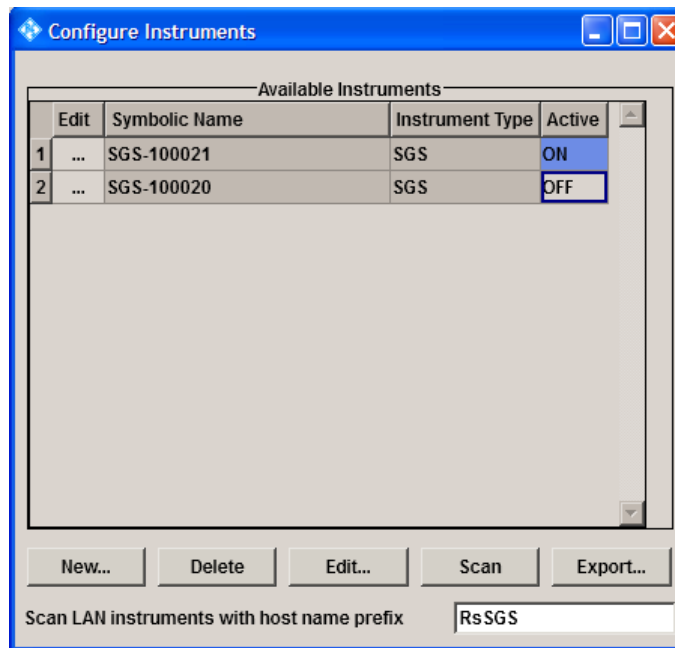 Configure Instruments
Available Instruments
Edit Symbolic Name Instrument Type Active
1 ... SGS-100021 SGS ON
2 ... SGS-100020 SGS OFF
New... Delete Edit... Scan Export...
Scan LAN instruments with host name prefix RsSGS